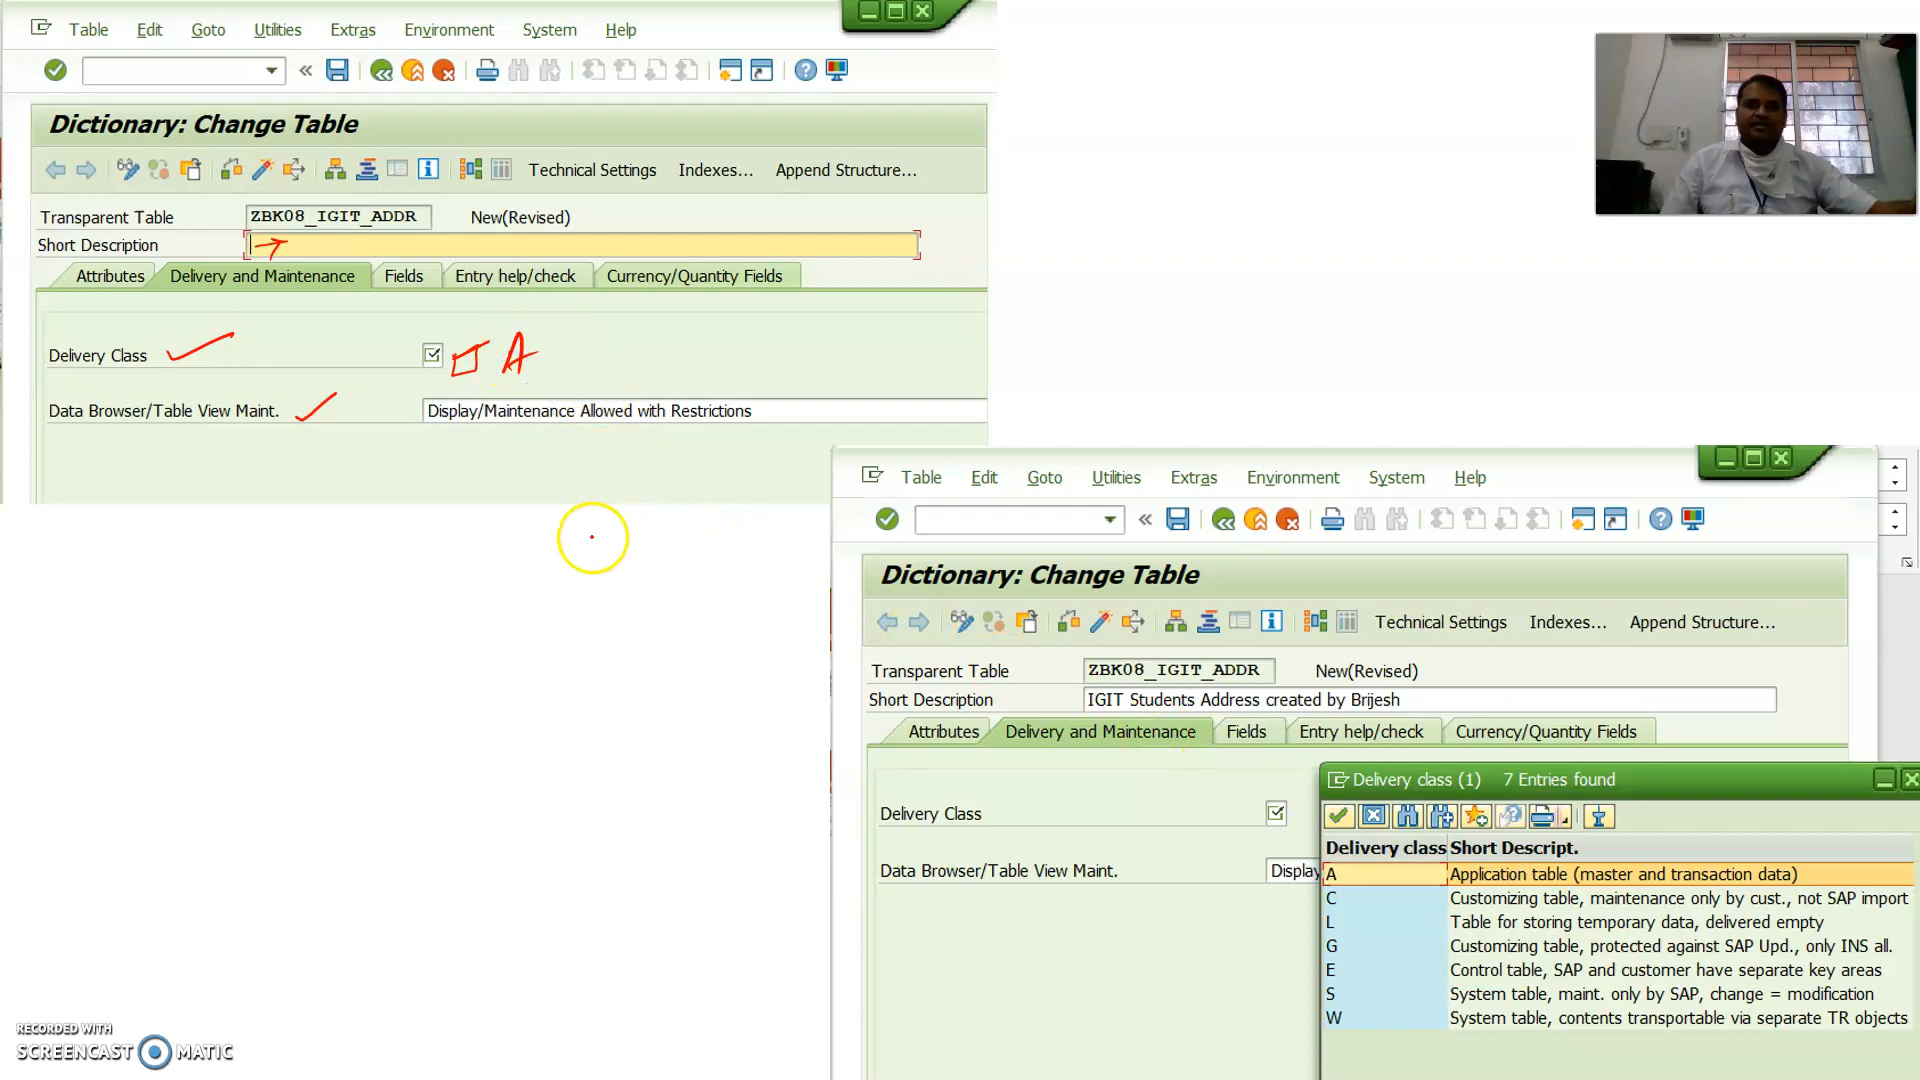 Table Edit Goto Utilities Extras Environment System Help
Dictionary: Change Table
Technical Settings Indexes... Append Structure...
Transparent Table ZBK08_IGIT_ADDR New(Revised)
Short Description
Attributes Delivery and Maintenance Fields Entry help/check Currency/Quantity Fields
Delivery Class A
Data Browser/Table View Maint. Display/Maintenance Allowed with Restrictions
Table Edit Goto Utilities Extras Environment System Help
Dictionary: Change Table
Technical Settings Indexes... Append Structure...
Transparent Table ZBK08_IGIT_ADDR New(Revised)
Short Description IGIT Students Address created by Brijesh
Attributes Delivery and Maintenance Fields Entry help/check Currency/Quantity Fields
Delivery Class
Data Browser/Table View Maint. Display
Delivery class (1) 7 Entries found
Delivery class Short Descript.
A Application table (master and transaction data)
C Customizing table, maintenance only by cust., not SAP import
L Table for storing temporary data, delivered empty
G Customizing table, protected against SAP Upd., only INS all.
E Control table, SAP and customer have separate key areas
S System table, maint. only by SAP, change = modification
W System table, contents transportable via separate TR objects
RECORDED WITH
SCREENCAST MATIC